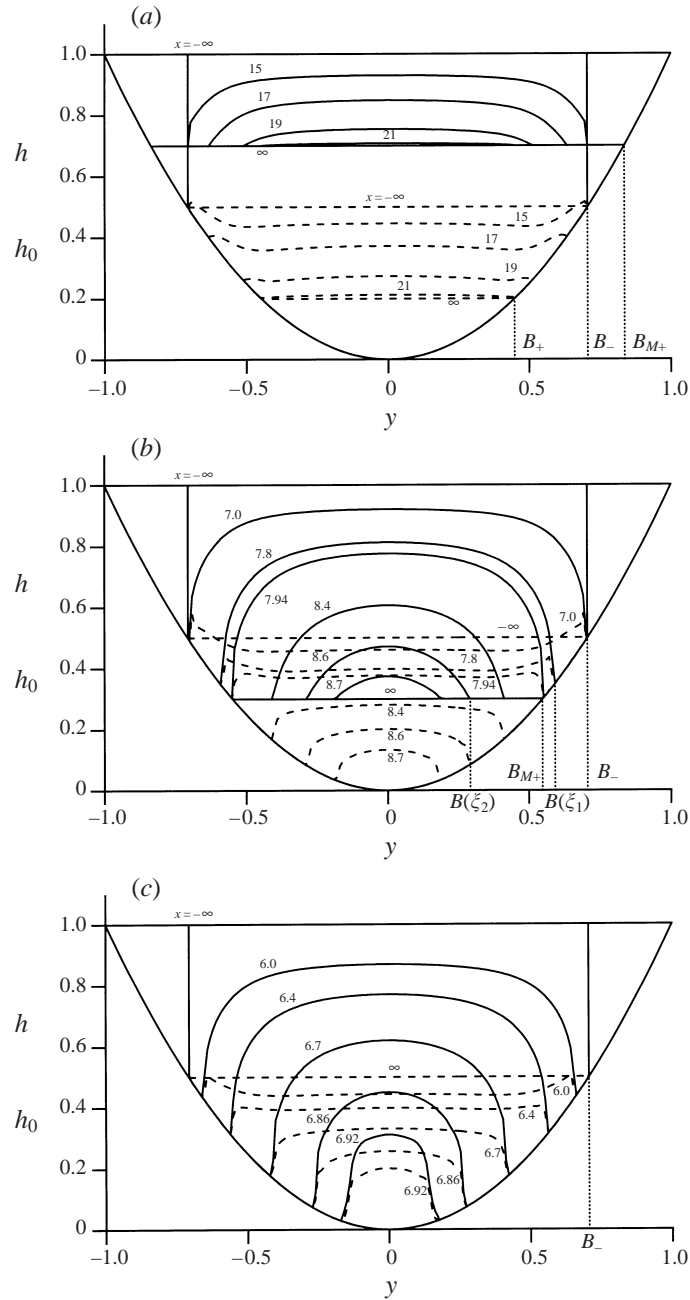 (a)
x = –∞
1.0
15
0.8
17
19
21
∞
h
0.6
x = –∞
15
0.4
17
h₀
19
0.2
21
∞
B₊
B₋
B_M+
0
–1.0
–0.5
0
0.5
1.0
y
(b)
x = –∞
1.0
7.0
0.8
7.8
7.94
h
8.4
0.6
7.0
–∞
8.6
7.8
0.4
8.7
7.94
h₀
∞
8.4
0.2
8.6
8.7
B_M+
B₋
0
B(ξ₂)
B(ξ₁)
–1.0
–0.5
0
0.5
1.0
y
(c)
x = –∞
1.0
6.0
0.8
6.4
h
6.7
0.6
∞
6.0
0.4
6.86
6.4
h₀
6.92
6.7
0.2
6.86
6.92
0
B₋
–1.0
–0.5
0
0.5
1.0
y